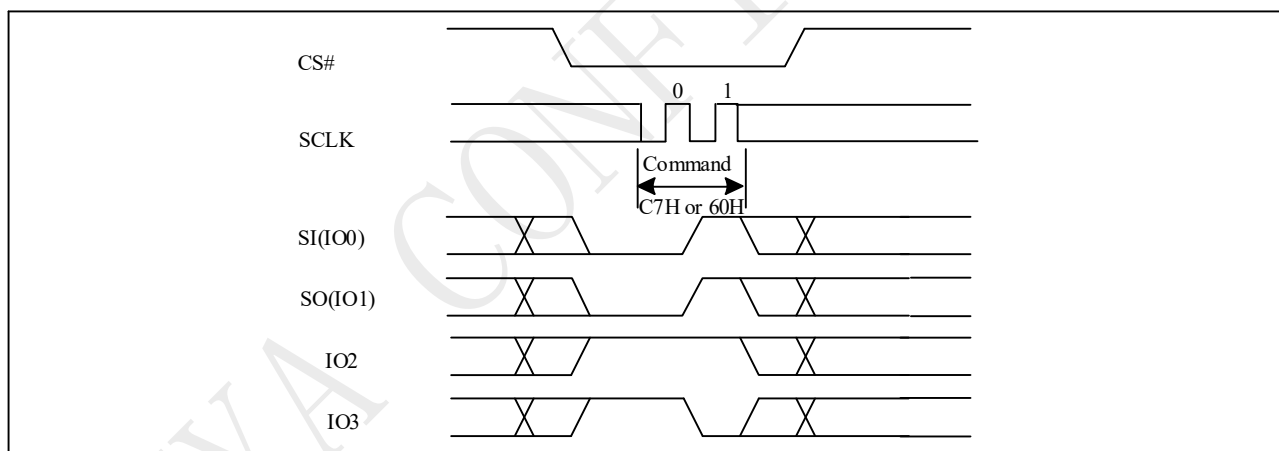 CS#
0 1
SCLK
Command
C7H or 60H
SI(IO0)
SO(IO1)
IO2
IO3